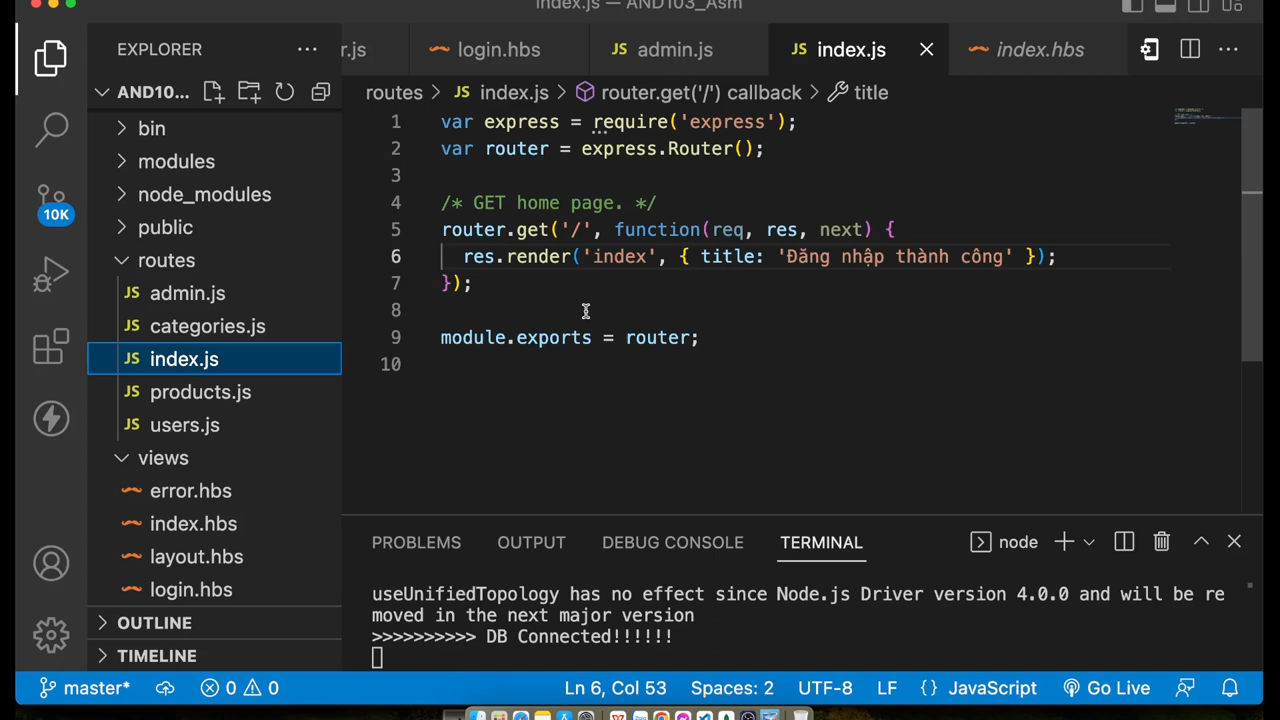 index.js — AND103_Asm
EXPLORER
r.js
login.hbs
admin.js
index.js
index.hbs
AND10...
routes > JS index.js > router.get('/') callback > title
bin
modules
node_modules
public
routes
JS admin.js
JS categories.js
JS index.js
JS products.js
JS users.js
views
error.hbs
index.hbs
layout.hbs
login.hbs
OUTLINE
TIMELINE
10K
1 var express = require('express');
2 var router = express.Router();
3
4 /* GET home page. */
5 router.get('/', function(req, res, next) {
6 res.render('index', { title: 'Đăng nhập thành công' });
7 });
8
9 module.exports = router;
10
PROBLEMS OUTPUT DEBUG CONSOLE TERMINAL node
useUnifiedTopology has no effect since Node.js Driver version 4.0.0 and will be re
moved in the next major version
>>>>>>>>>> DB Connected!!!!!!
master* 0 0 Ln 6, Col 53 Spaces: 2 UTF-8 LF {} JavaScript Go Live